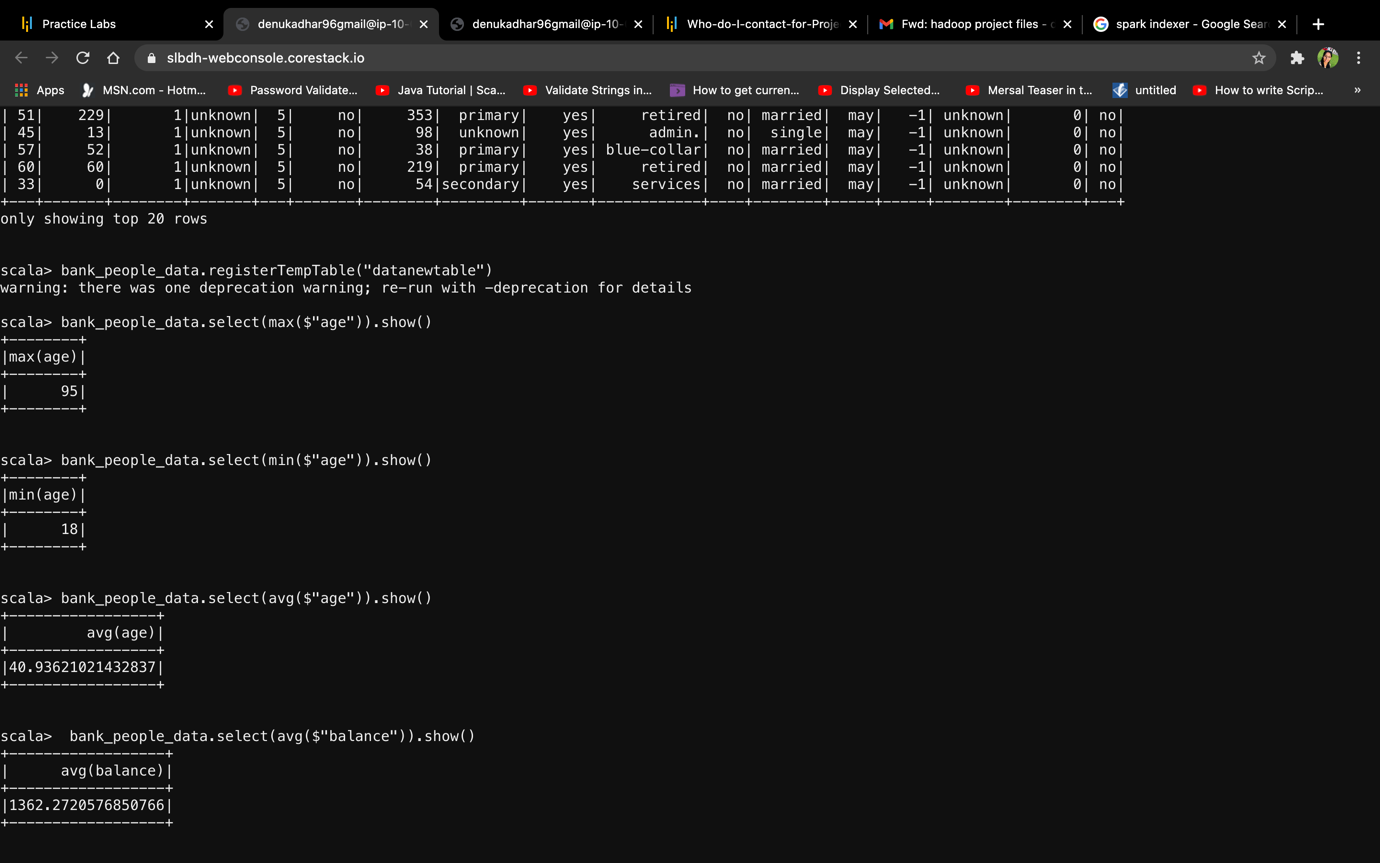 Practice Labs
denukadhar96gmail@ip-10-
denukadhar96gmail@ip-10-
Who-do-I-contact-for-Proje
Fwd: hadoop project files -
spark indexer - Google Sear
slbdh-webconsole.corestack.io
Apps
MSN.com - Hotm...
Password Validate...
Java Tutorial | Sca...
Validate Strings in...
How to get curren...
Display Selected...
Mersal Teaser in t...
untitled
How to write Scrip...
»
| 51|    229|       1|unknown|  5|     no|     353|  primary|    yes|     retired|  no| married|  may|   -1| unknown|       0| no|
| 45|     13|       1|unknown|  5|     no|      98|  unknown|    yes|      admin.|  no|  single|  may|   -1| unknown|       0| no|
| 57|     52|       1|unknown|  5|     no|      38|  primary|    yes| blue-collar|  no| married|  may|   -1| unknown|       0| no|
| 60|     60|       1|unknown|  5|     no|     219|  primary|    yes|     retired|  no| married|  may|   -1| unknown|       0| no|
| 33|      0|       1|unknown|  5|     no|      54|secondary|    yes|    services|  no| married|  may|   -1| unknown|       0| no|
+---+-------+--------+-------+---+-------+--------+---------+-------+------------+----+--------+-----+-----+--------+--------+---+
only showing top 20 rows
scala> bank_people_data.registerTempTable("datanewtable")
warning: there was one deprecation warning; re-run with -deprecation for details
scala> bank_people_data.select(max($"age")).show()
+--------+
|max(age)|
+--------+
|      95|
+--------+
scala> bank_people_data.select(min($"age")).show()
+--------+
|min(age)|
+--------+
|      18|
+--------+
scala> bank_people_data.select(avg($"age")).show()
+-----------------+
|         avg(age)|
+-----------------+
|40.93621021432837|
+-----------------+
scala>  bank_people_data.select(avg($"balance")).show()
+------------------+
|      avg(balance)|
+------------------+
|1362.2720576850766|
+------------------+